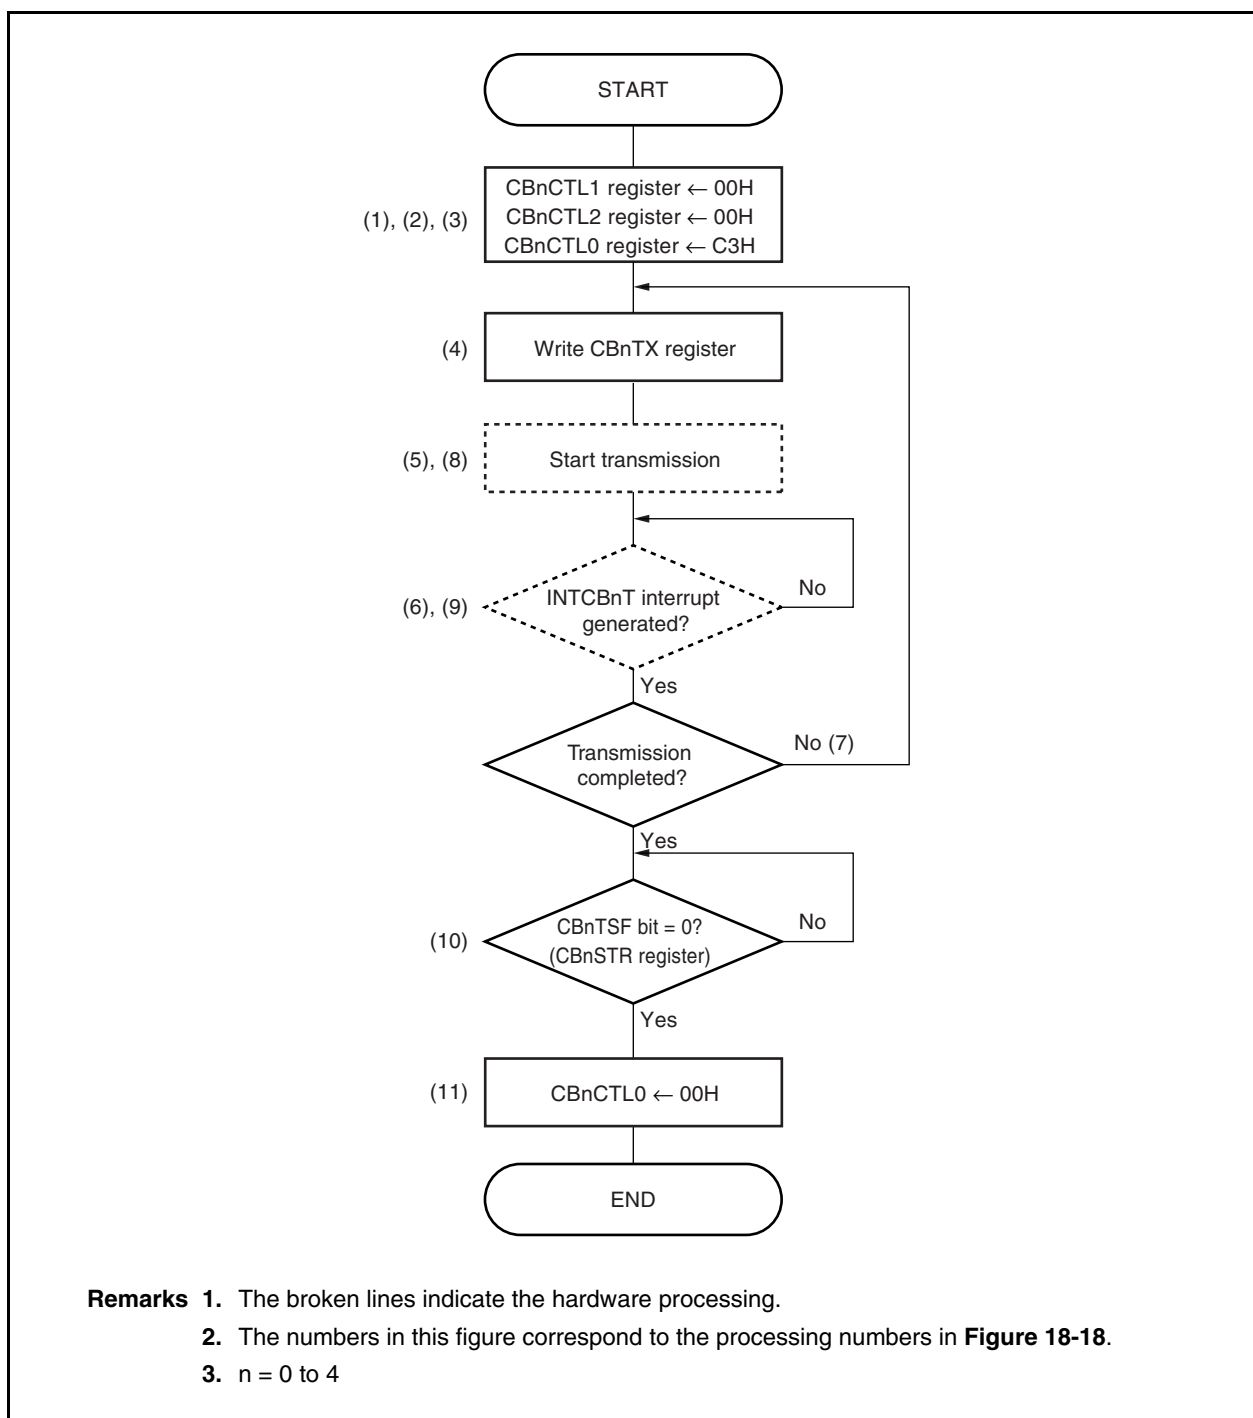 START
CBnCTL1 register ← 00H
CBnCTL2 register ← 00H
CBnCTL0 register ← C3H
(1), (2), (3)
(4)
Write CBnTX register
(5), (8)
Start transmission
(6), (9)
INTCBnT interrupt
generated?
No
Yes
Transmission
completed?
No (7)
Yes
(10)
CBnTSF bit = 0?
(CBnSTR register)
No
Yes
(11)
CBnCTL0 ← 00H
END
Remarks 1. The broken lines indicate the hardware processing.
2. The numbers in this figure correspond to the processing numbers in Figure 18-18.
3. n = 0 to 4